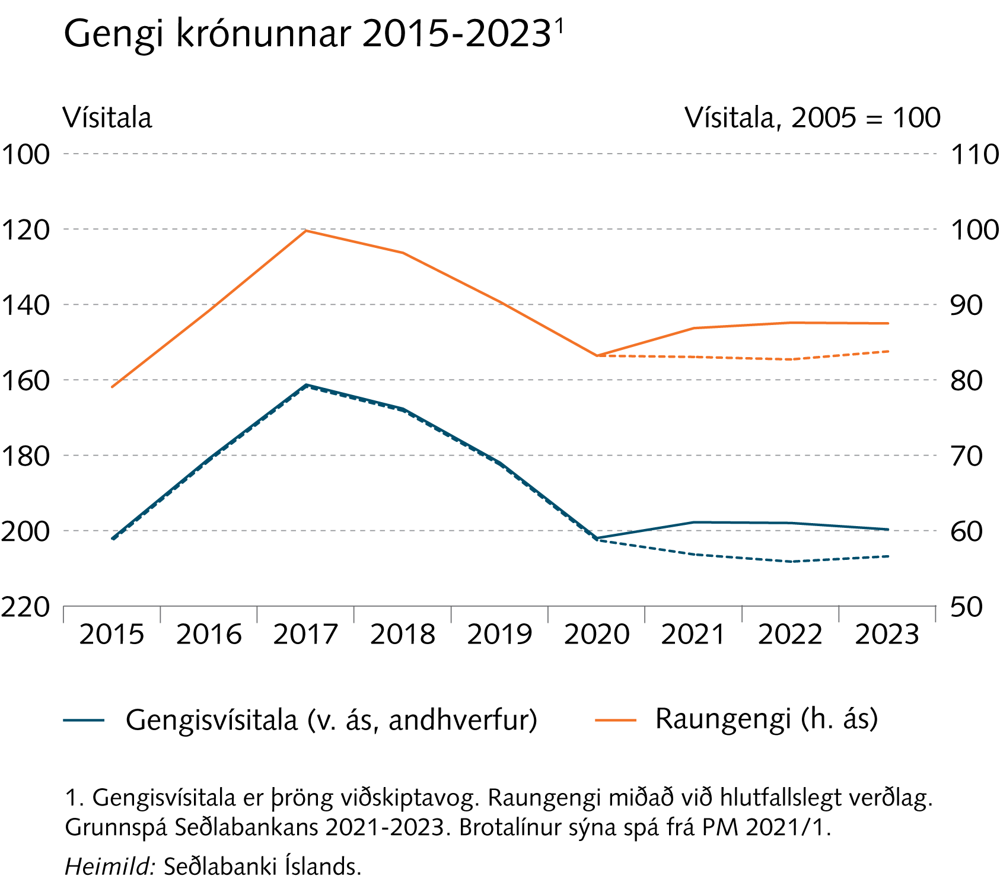 Gengi krónunnar 2015-2023¹
Vísitala
Vísitala, 2005 = 100
100
110
120
100
140
90
160
80
180
70
200
60
220
50
2015 2016 2017 2018 2019 2020 2021 2022 2023
Gengisvísitala (v. ás, andhverfur)
Raungengi (h. ás)
1. Gengisvísitala er þröng viðskiptavog. Raungengi miðað við hlutfallslegt verðlag.
Grunnspá Seðlabankans 2021-2023. Brotalínur sýna spá frá PM 2021/1.
Heimild: Seðlabanki Íslands.